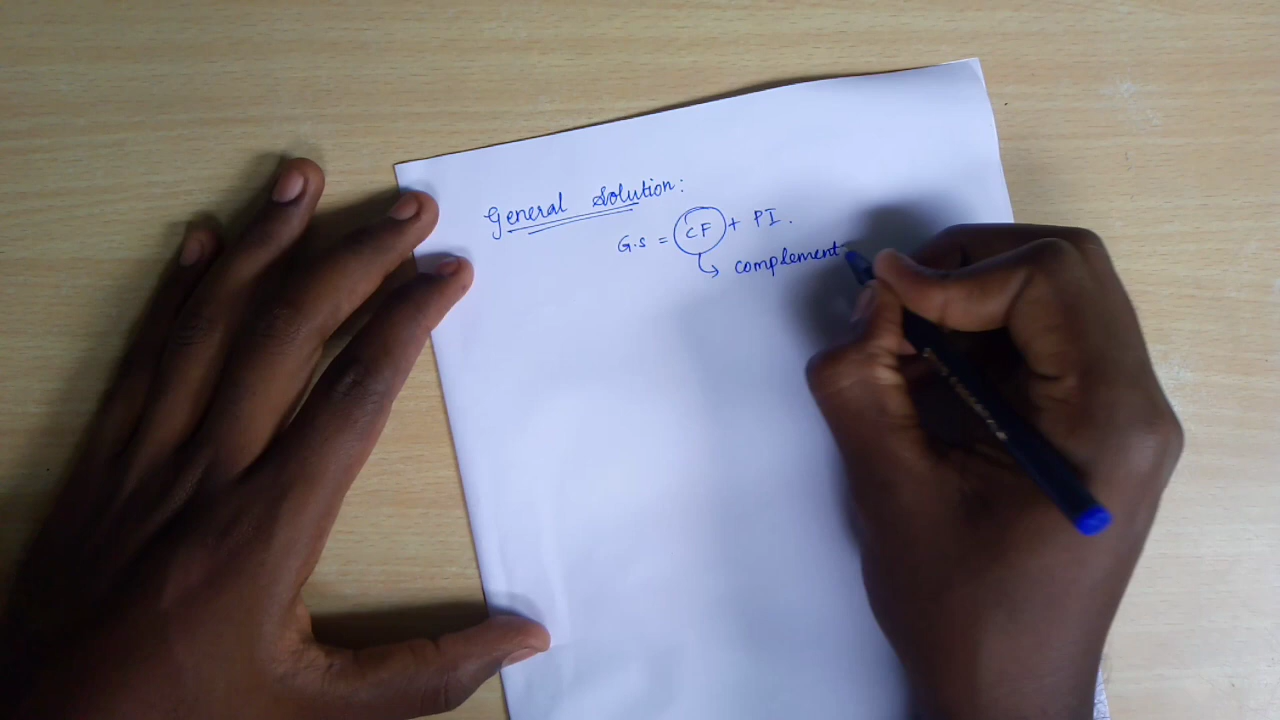 General Solution:
G.S = CF + PI.
complement